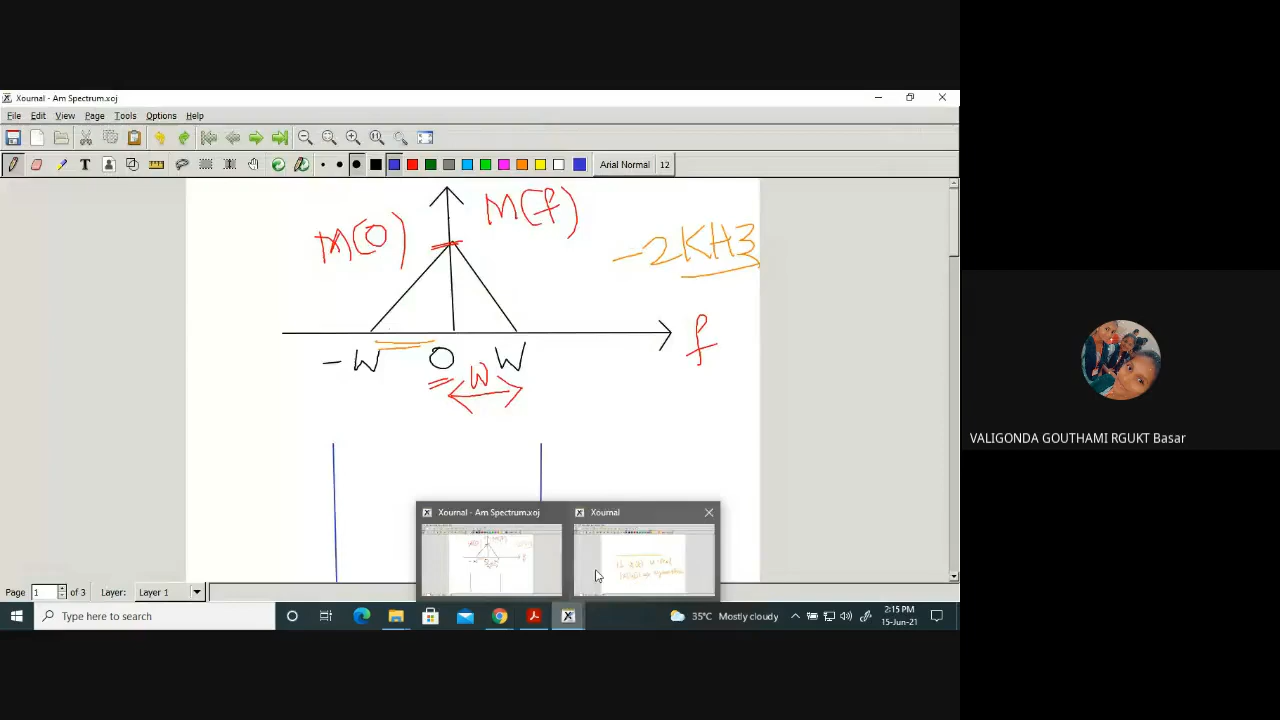 Xournal - Am Spectrum.xoj
File Edit View Page Tools Options Help
Arial Normal 12
M(f)
m(0)
-2KHz
f
-W 0 W
W
Xournal - Am Spectrum.xoj
Xournal
Page 1 of 3 Layer: Layer 1
Type here to search
35°C Mostly cloudy
2:15 PM
15-Jun-21
VALIGONDA GOUTHAMI RGUKT Basar